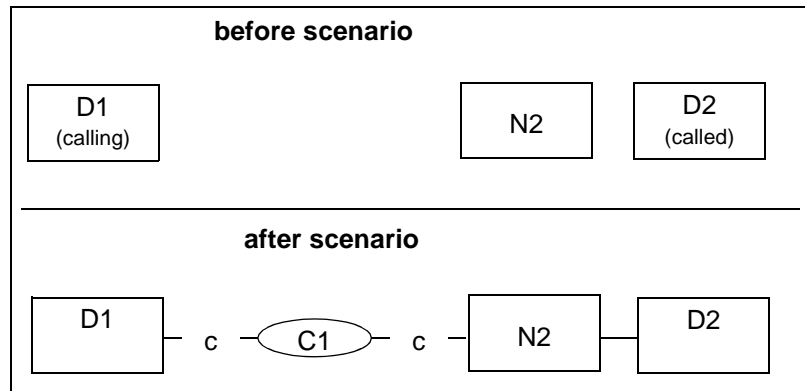 before scenario
D1
(calling)
N2
D2
(called)
after scenario
D1
c
C1
c
N2
D2